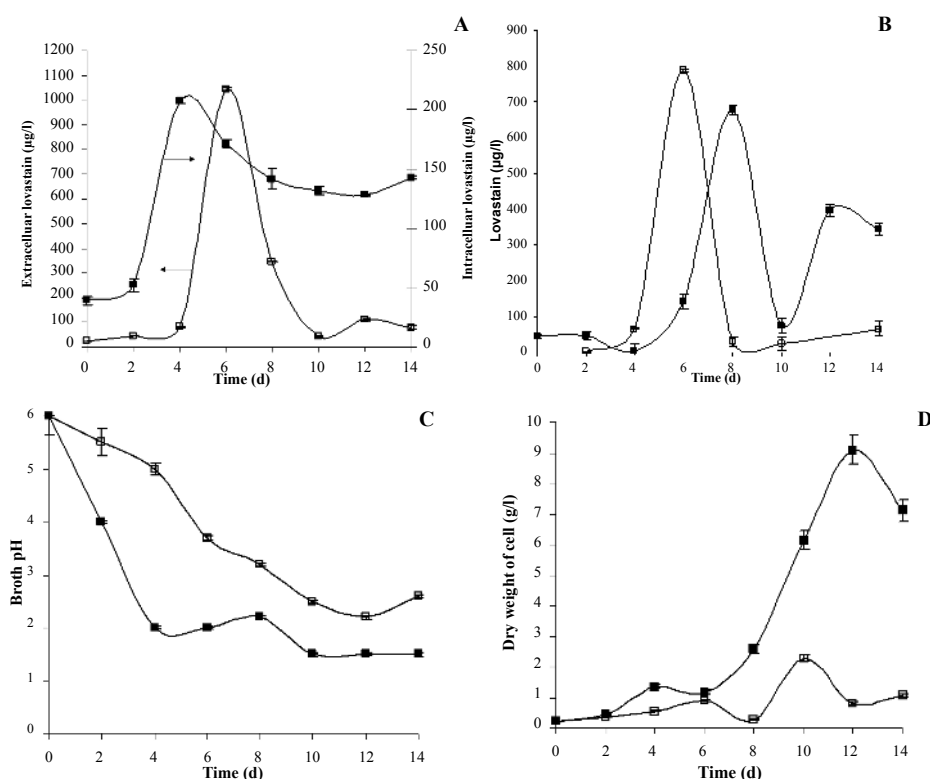 A
1200
1100
1000
900
800
700
600
500
400
300
200
100
0
Extracelluar lovastain (µg/l)
250
200
150
100
50
0
Intracelluar lovastain (µg/l)
0 2 4 6 8 10 12 14
Time (d)
B
900
800
700
600
500
400
300
200
100
0
Lovastain (µg/l)
0 2 4 6 8 10 12 14
Time (d)
C
6
5
4
3
2
1
0
Broth pH
0 2 4 6 8 10 12 14
Time (d)
D
10
9
8
7
6
5
4
3
2
1
0
Dry weight of cell (g/l)
0 2 4 6 8 10 12 14
Time (d)